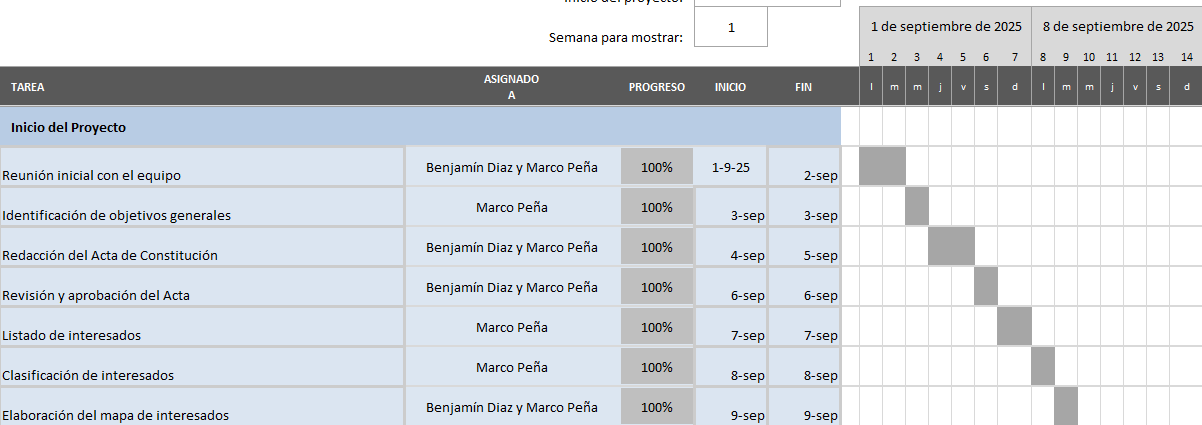 Inicio del proyecto:
Semana para mostrar: 1
1 de septiembre de 2025 8 de septiembre de 2025
1 2 3 4 5 6 7 8 9 10 11 12 13 14
TAREA ASIGNADO A PROGRESO INICIO FIN l m m j v s d l m m j v s d
Inicio del Proyecto
Reunión inicial con el equipo Benjamín Diaz y Marco Peña 100% 1-9-25 2-sep
Identificación de objetivos generales Marco Peña 100% 3-sep 3-sep
Redacción del Acta de Constitución Benjamín Diaz y Marco Peña 100% 4-sep 5-sep
Revisión y aprobación del Acta Benjamín Diaz y Marco Peña 100% 6-sep 6-sep
Listado de interesados Marco Peña 100% 7-sep 7-sep
Clasificación de interesados Marco Peña 100% 8-sep 8-sep
Elaboración del mapa de interesados Benjamín Diaz y Marco Peña 100% 9-sep 9-sep